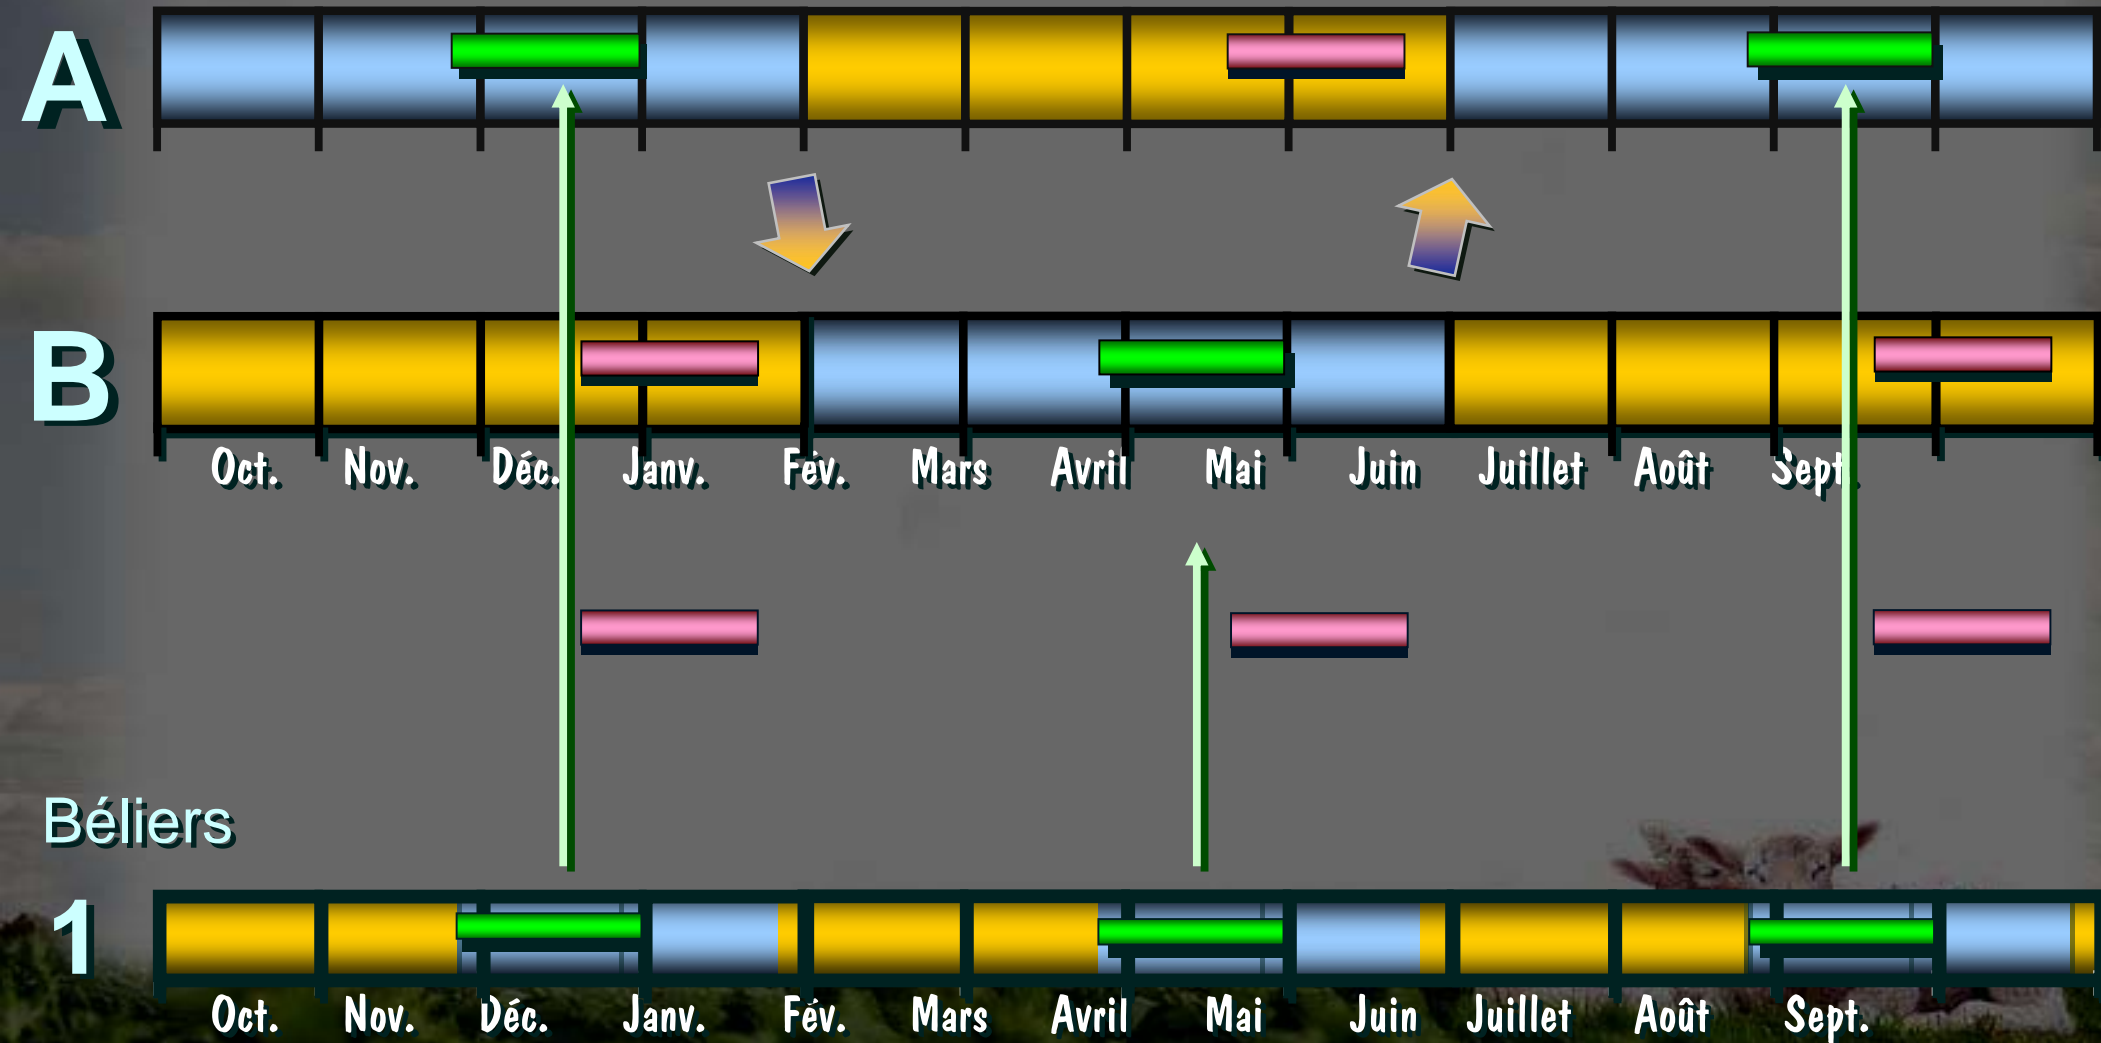 A
B
Oct. Nov. Déc. Janv. Fév. Mars Avril Mai Juin Juillet Août Sept.
Béliers
1
Oct. Nov. Déc. Janv. Fév. Mars Avril Mai Juin Juillet Août Sept.